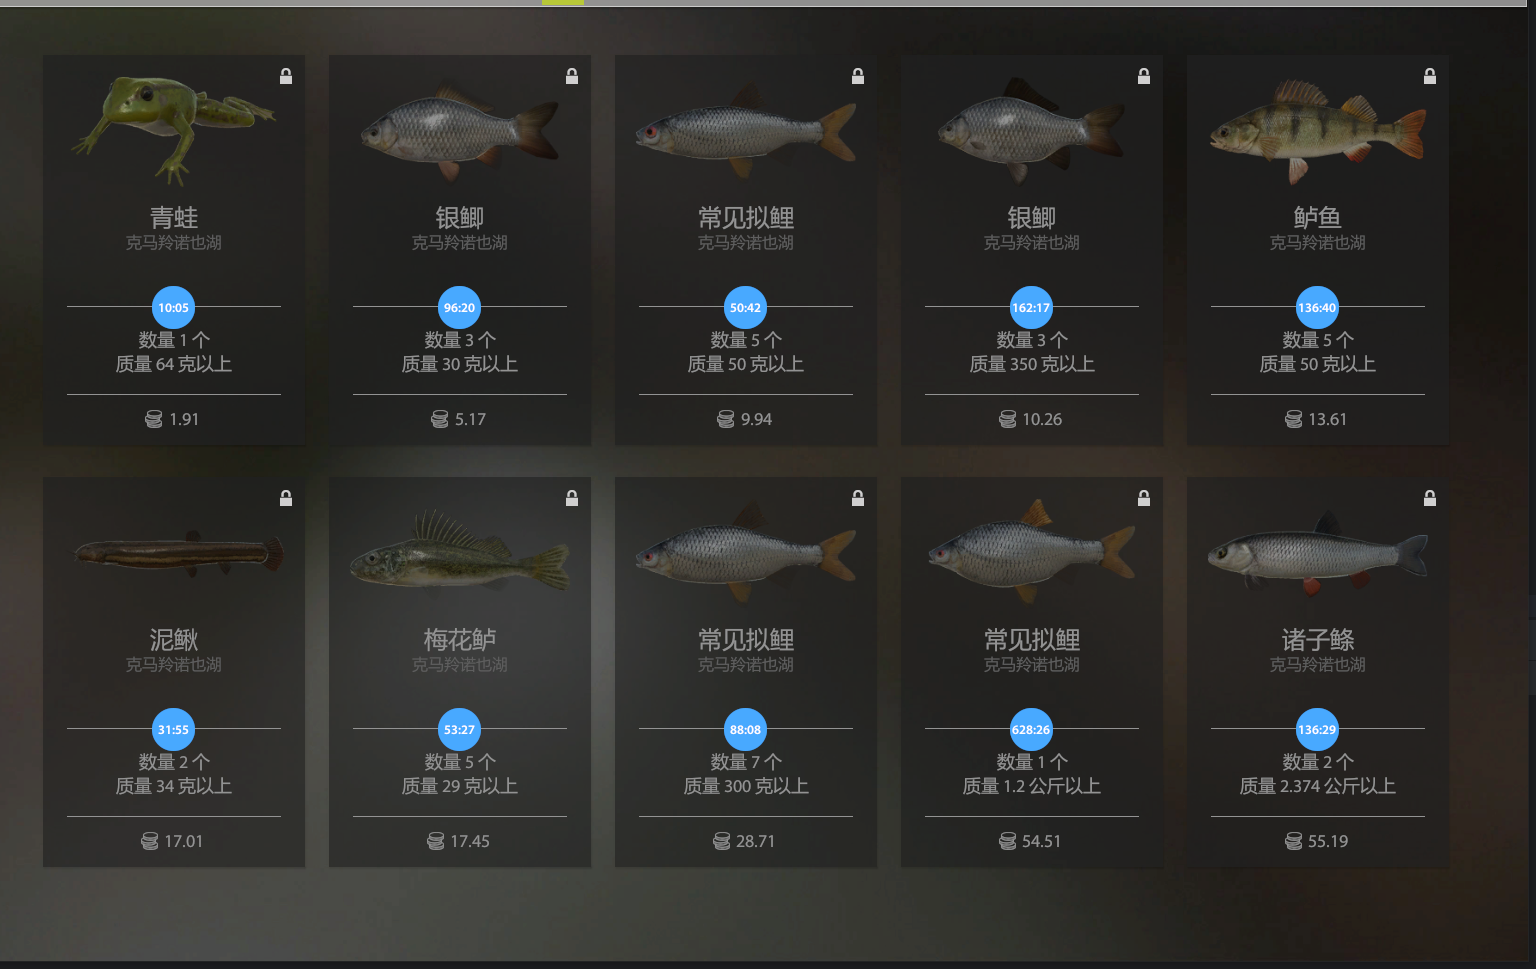 青蛙
克马羚诺也湖
10:05
数量 1 个
质量 64 克以上
1.91
银鲫
克马羚诺也湖
96:20
数量 3 个
质量 30 克以上
5.17
常见拟鲤
克马羚诺也湖
50:42
数量 5 个
质量 50 克以上
9.94
银鲫
克马羚诺也湖
162:17
数量 3 个
质量 350 克以上
10.26
鲈鱼
克马羚诺也湖
136:40
数量 5 个
质量 50 克以上
13.61
泥鳅
克马羚诺也湖
31:55
数量 2 个
质量 34 克以上
17.01
梅花鲈
克马羚诺也湖
53:27
数量 5 个
质量 29 克以上
17.45
常见拟鲤
克马羚诺也湖
88:08
数量 7 个
质量 300 克以上
28.71
常见拟鲤
克马羚诺也湖
628:26
数量 1 个
质量 1.2 公斤以上
54.51
诸子鲦
克马羚诺也湖
136:29
数量 2 个
质量 2.374 公斤以上
55.19